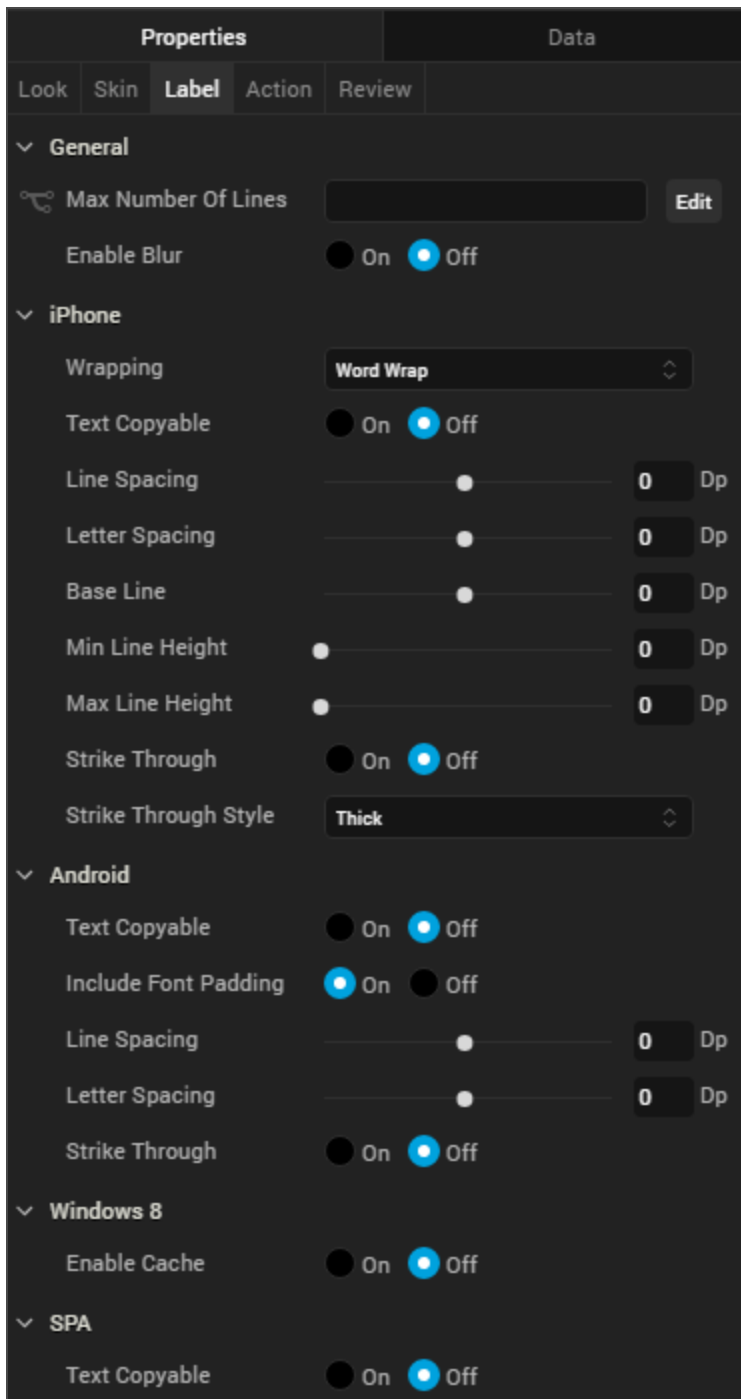 Properties Data
Look Skin Label Action Review
General
Max Number Of Lines Edit
Enable Blur On Off
iPhone
Wrapping Word Wrap
Text Copyable On Off
Line Spacing 0 Dp
Letter Spacing 0 Dp
Base Line 0 Dp
Min Line Height 0 Dp
Max Line Height 0 Dp
Strike Through On Off
Strike Through Style Thick
Android
Text Copyable On Off
Include Font Padding On Off
Line Spacing 0 Dp
Letter Spacing 0 Dp
Strike Through On Off
Windows 8
Enable Cache On Off
SPA
Text Copyable On Off